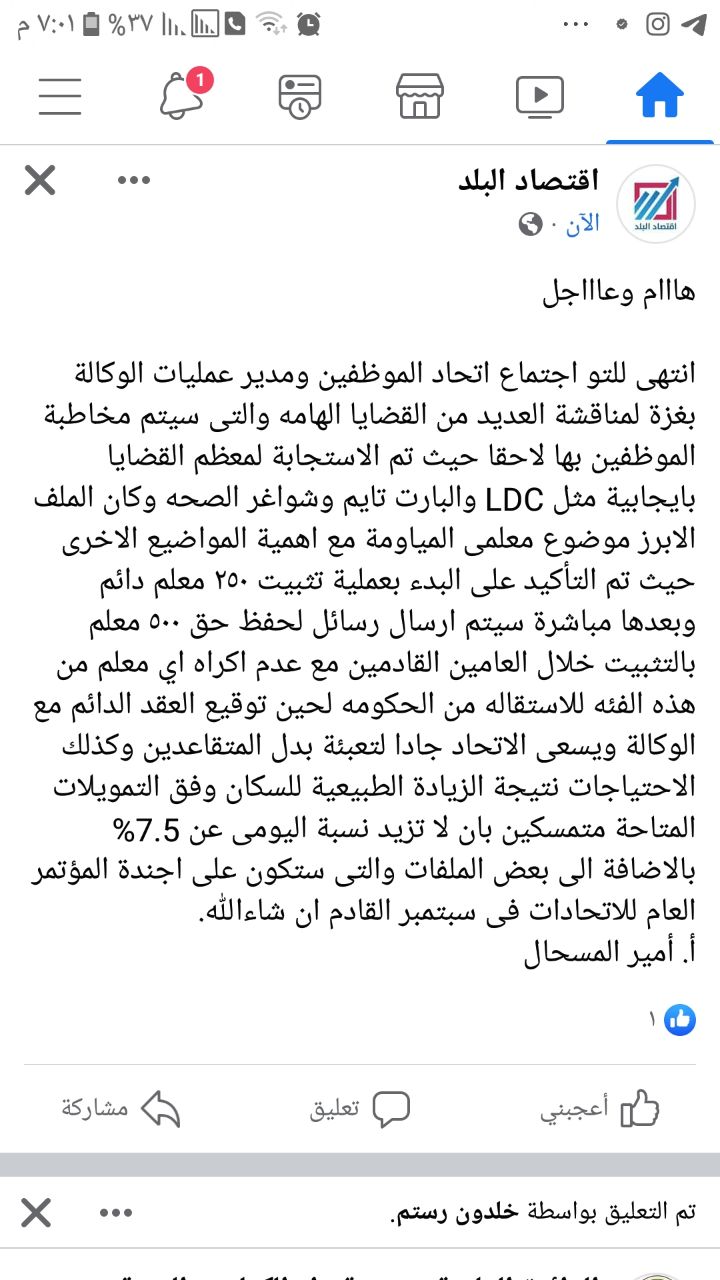 ٧:٠١ م
%٣٧
1
اقتصاد البلد
اقتصاد البلد
الآن ·
هااام وعاااجل
انتهى للتو اجتماع اتحاد الموظفين ومدير عمليات الوكالة
بغزة لمناقشة العديد من القضايا الهامه والتى سيتم مخاطبة
الموظفين بها لاحقا حيث تم الاستجابة لمعظم القضايا
بايجابية مثل LDC والبارت تايم وشواغر الصحه وكان الملف
الابرز موضوع معلمى المياومة مع اهمية المواضيع الاخرى
حيث تم التأكيد على البدء بعملية تثبيت ٢٥٠ معلم دائم
وبعدها مباشرة سيتم ارسال رسائل لحفظ حق ٥٠٠ معلم
بالتثبيت خلال العامين القادمين مع عدم اكراه اي معلم من
هذه الفئه للاستقاله من الحكومه لحين توقيع العقد الدائم مع
الوكالة ويسعى الاتحاد جادا لتعبئة بدل المتقاعدين وكذلك
الاحتياجات نتيجة الزيادة الطبيعية للسكان وفق التمويلات
المتاحة متمسكين بان لا تزيد نسبة اليومى عن 7.5%
بالاضافة الى بعض الملفات والتى ستكون على اجندة المؤتمر
العام للاتحادات فى سبتمبر القادم ان شاءالله.
أ. أمير المسحال
١
أعجبني
تعليق
مشاركة
تم التعليق بواسطة خلدون رستم.